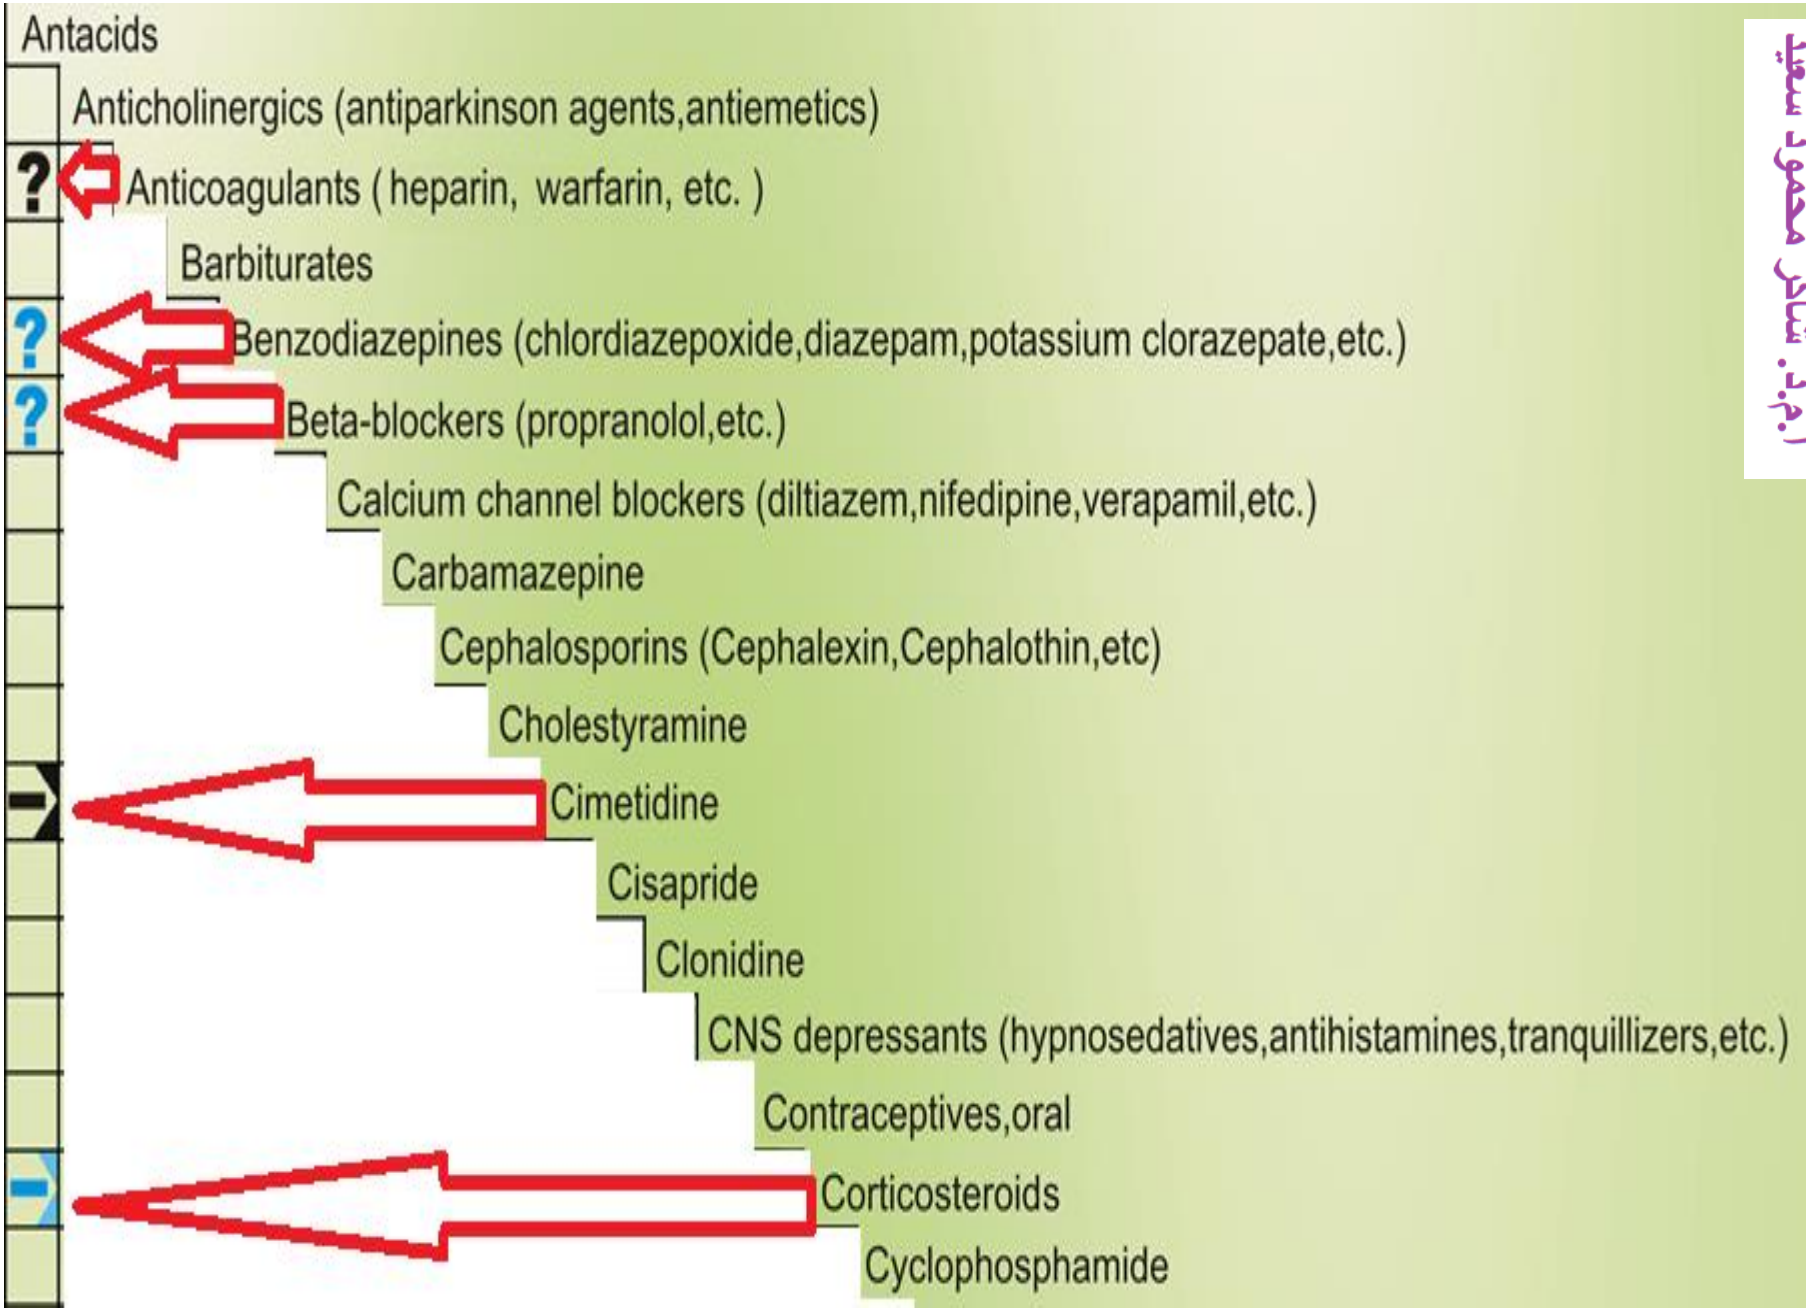 Antacids
Anticholinergics (antiparkinson agents,antiemetics)
? Anticoagulants ( heparin, warfarin, etc. )
Barbiturates
? Benzodiazepines (chlordiazepoxide,diazepam,potassium clorazepate,etc.)
? Beta-blockers (propranolol,etc.)
Calcium channel blockers (diltiazem,nifedipine,verapamil,etc.)
Carbamazepine
Cephalosporins (Cephalexin,Cephalothin,etc)
Cholestyramine
Cimetidine
Cisapride
Clonidine
CNS depressants (hypnosedatives,antihistamines,tranquillizers,etc.)
Contraceptives,oral
Corticosteroids
Cyclophosphamide
ا.م.د. شاكر محمود سعيد